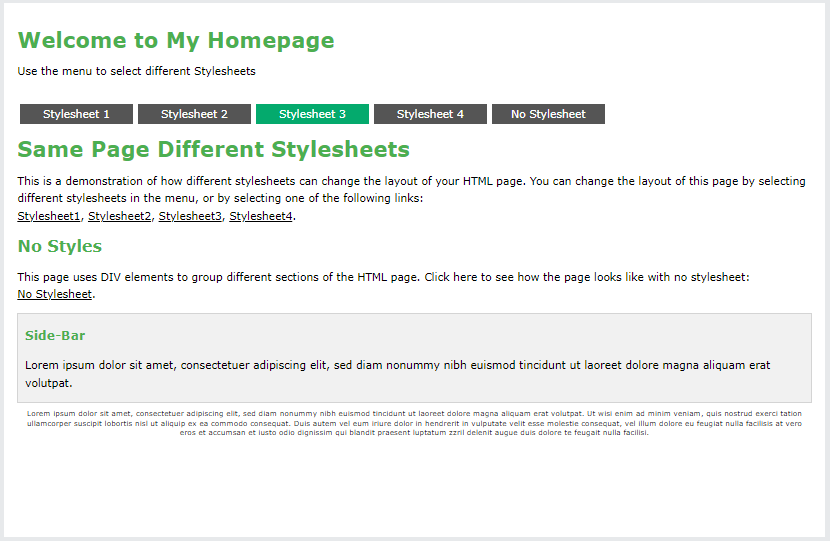 Welcome to My Homepage
Use the menu to select different Stylesheets
Stylesheet 1 Stylesheet 2 Stylesheet 3 Stylesheet 4 No Stylesheet
Same Page Different Stylesheets
This is a demonstration of how different stylesheets can change the layout of your HTML page. You can change the layout of this page by selecting
different stylesheets in the menu, or by selecting one of the following links:
Stylesheet1, Stylesheet2, Stylesheet3, Stylesheet4.
No Styles
This page uses DIV elements to group different sections of the HTML page. Click here to see how the page looks like with no stylesheet:
No Stylesheet.
Side-Bar
Lorem ipsum dolor sit amet, consectetuer adipiscing elit, sed diam nonummy nibh euismod tincidunt ut laoreet dolore magna aliquam erat
volutpat.
Lorem ipsum dolor sit amet, consectetuer adipiscing elit, sed diam nonummy nibh euismod tincidunt ut laoreet dolore magna aliquam erat volutpat. Ut wisi enim ad minim veniam, quis nostrud exerci tation
ullamcorper suscipit lobortis nisl ut aliquip ex ea commodo consequat. Duis autem vel eum iriure dolor in hendrerit in vulputate velit esse molestie consequat, vel illum dolore eu feugiat nulla facilisis at vero
eros et accumsan et iusto odio dignissim qui blandit praesent luptatum zzril delenit augue duis dolore te feugait nulla facilisi.